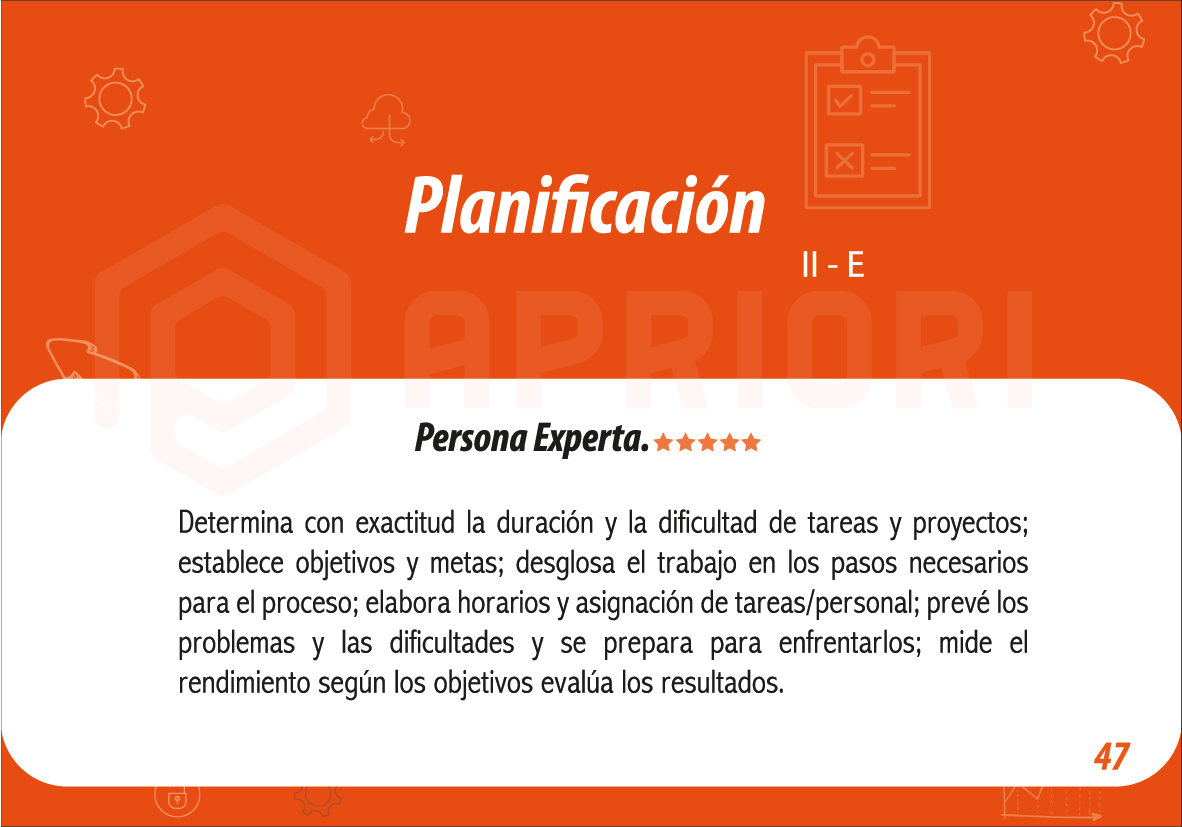 Planificación
II - E
APRIORI
Persona Experta.
Determina con exactitud la duración y la dificultad de tareas y proyectos;
establece objetivos y metas; desglosa el trabajo en los pasos necesarios
para el proceso; elabora horarios y asignación de tareas/personal; prevé los
problemas y las dificultades y se prepara para enfrentarlos; mide el
rendimiento según los objetivos evalúa los resultados.
47